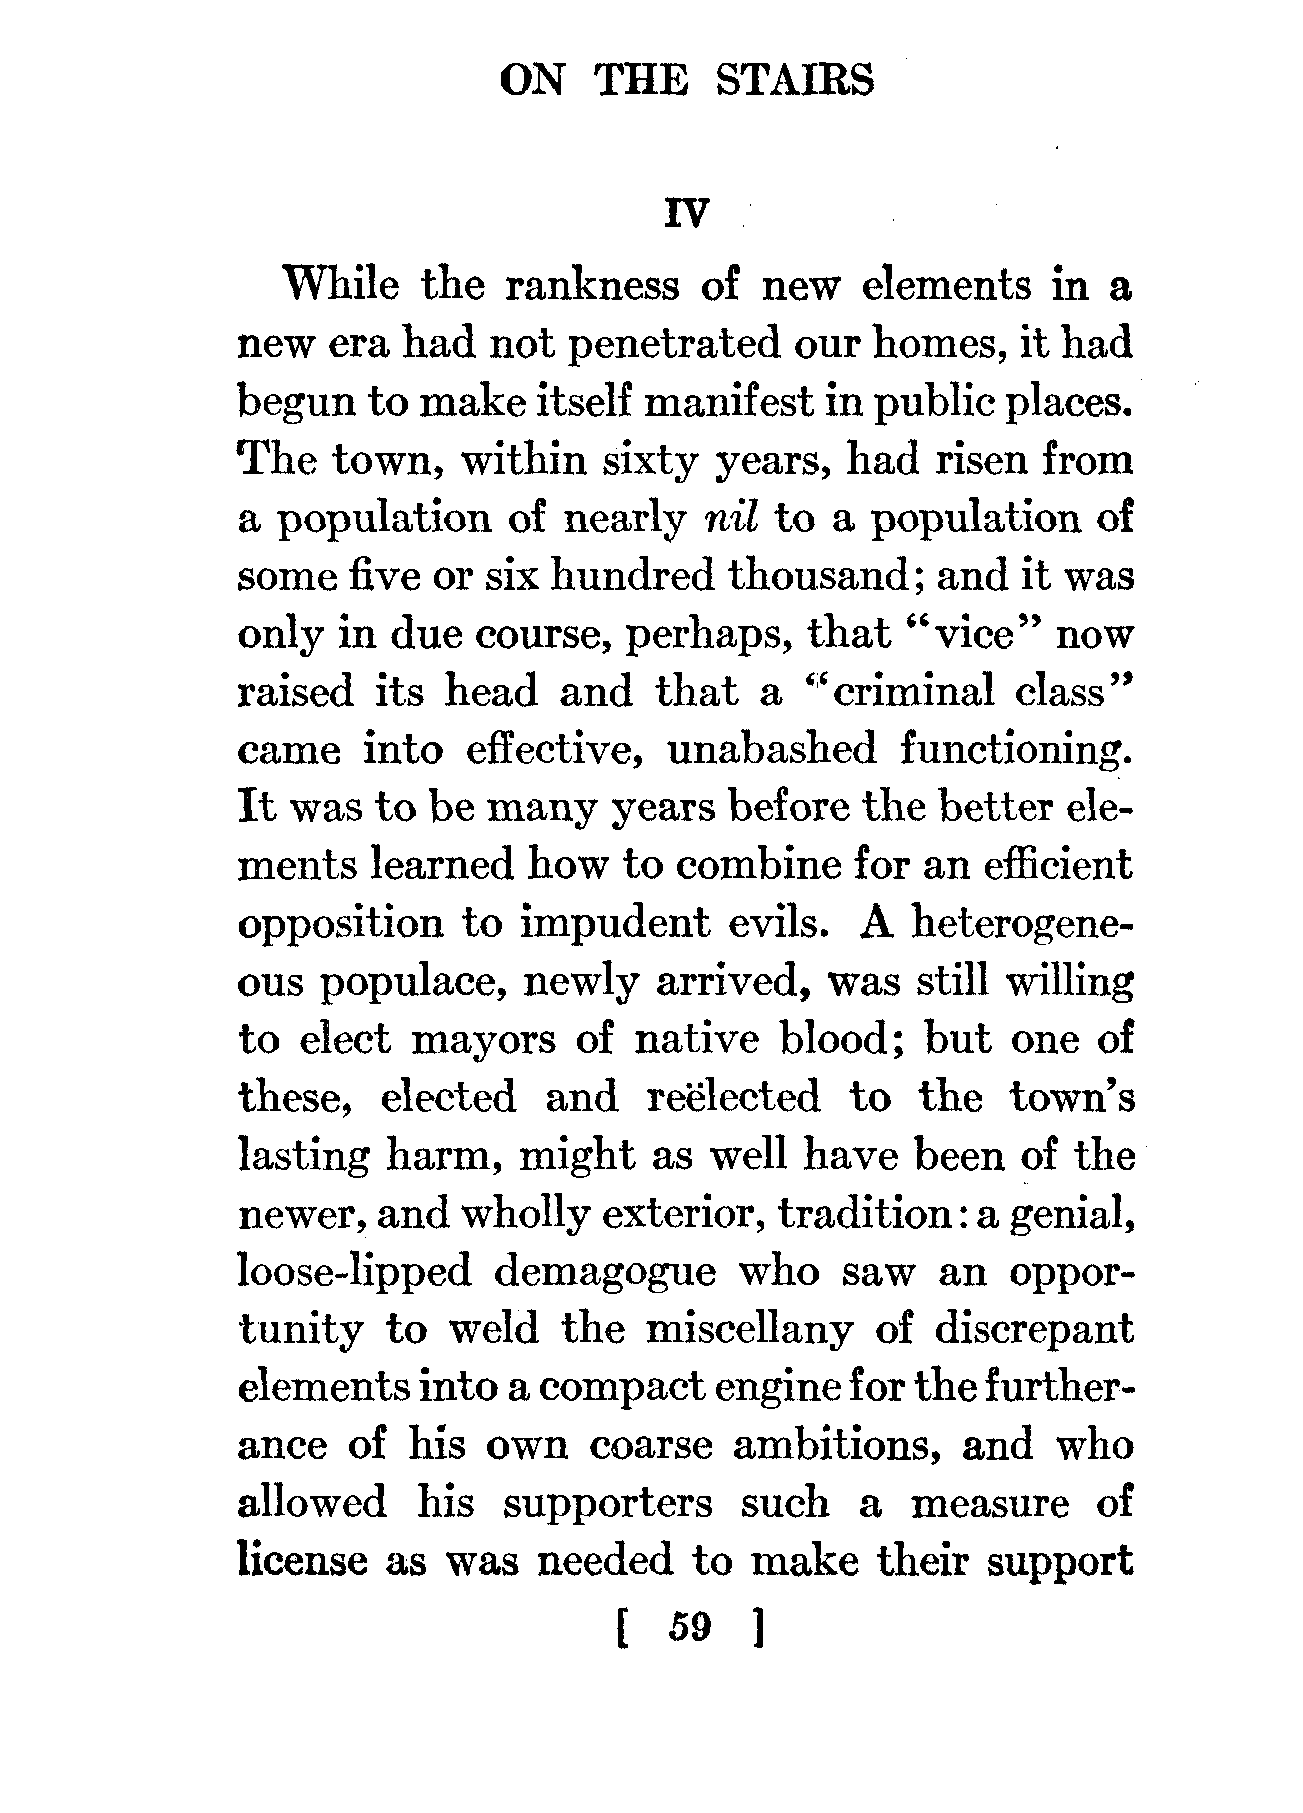 ON THE STAIRS
IV
While the rankness of new elements in a
new era had not penetrated our homes, it had
begun to make itself manifest in public places.
The town, within sixty years, had risen from
a population of nearly nil to a population of
some five or six hundred thousand; and it was
only in due course, perhaps, that "vice" now
raised its head and that a "criminal class"
came into effective, unabashed functioning.
It was to be many years before the better ele-
ments learned how to combine for an efficient
opposition to impudent evils. A heterogene-
ous populace, newly arrived, was still willing
to elect mayors of native blood; but one of
these, elected and reëlected to the town's
lasting harm, might as well have been of the
newer, and wholly exterior, tradition: a genial,
loose-lipped demagogue who saw an oppor-
tunity to weld the miscellany of discrepant
elements into a compact engine for the further-
ance of his own coarse ambitions, and who
allowed his supporters such a measure of
license as was needed to make their support
[ 59 ]